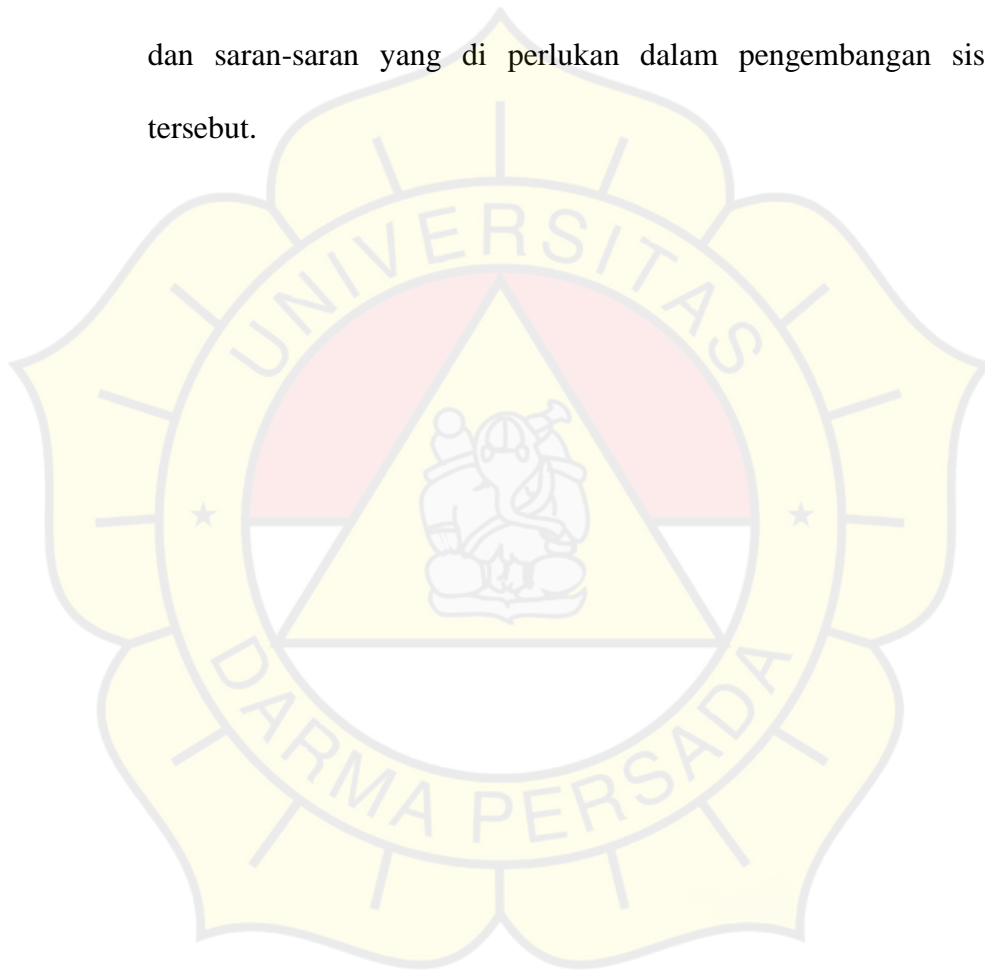 dan saran-saran yang di perlukan dalam pengembangan sis
tersebut.
UNIVERSITAS
DARMA PERSADA